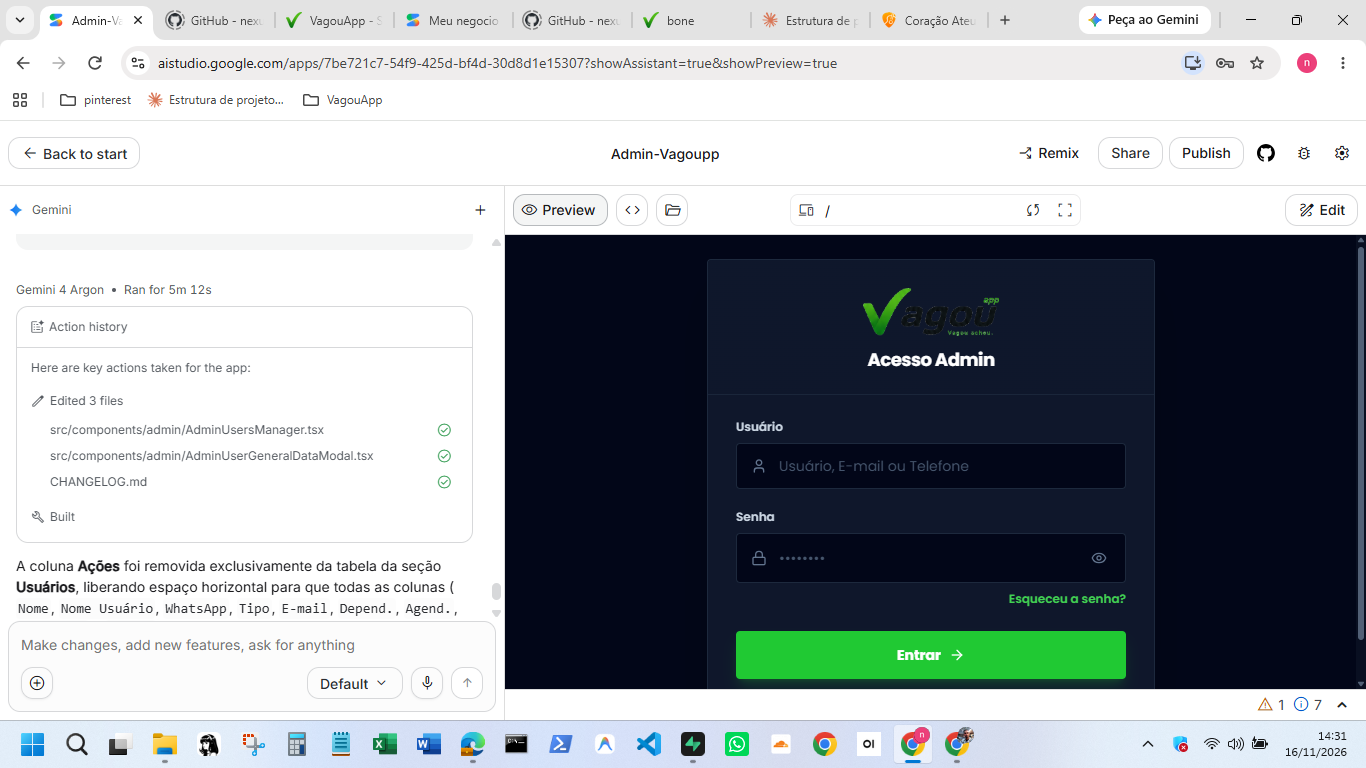 Admin-Va
GitHub - nexu
VagouApp - S
Meu negocio
GitHub - nexu
bone
Estrutura de p
Coração Ateu
Peça ao Gemini
aistudio.google.com/apps/7be721c7-54f9-425d-bf4d-30d8d1e15307?showAssistant=true&showPreview=true
n
pinterest
Estrutura de projeto...
VagouApp
Back to start
Admin-Vagoupp
Remix
Share
Publish
Gemini
Preview
/
Edit
Gemini 4 Argon • Ran for 5m 12s
Action history
Here are key actions taken for the app:
Edited 3 files
src/components/admin/AdminUsersManager.tsx
src/components/admin/AdminUserGeneralDataModal.tsx
CHANGELOG.md
Built
A coluna Ações foi removida exclusivamente da tabela da seção
Usuários, liberando espaço horizontal para que todas as colunas (
Nome, Nome Usuário, WhatsApp, Tipo, E-mail, Depend., Agend.,
Make changes, add new features, ask for anything
Default
Vagoü app
Vagou acheu.
Acesso Admin
Usuário
Usuário, E-mail ou Telefone
Senha
••••••••
Esqueceu a senha?
Entrar
1
7
OI
n
14:31
16/11/2026